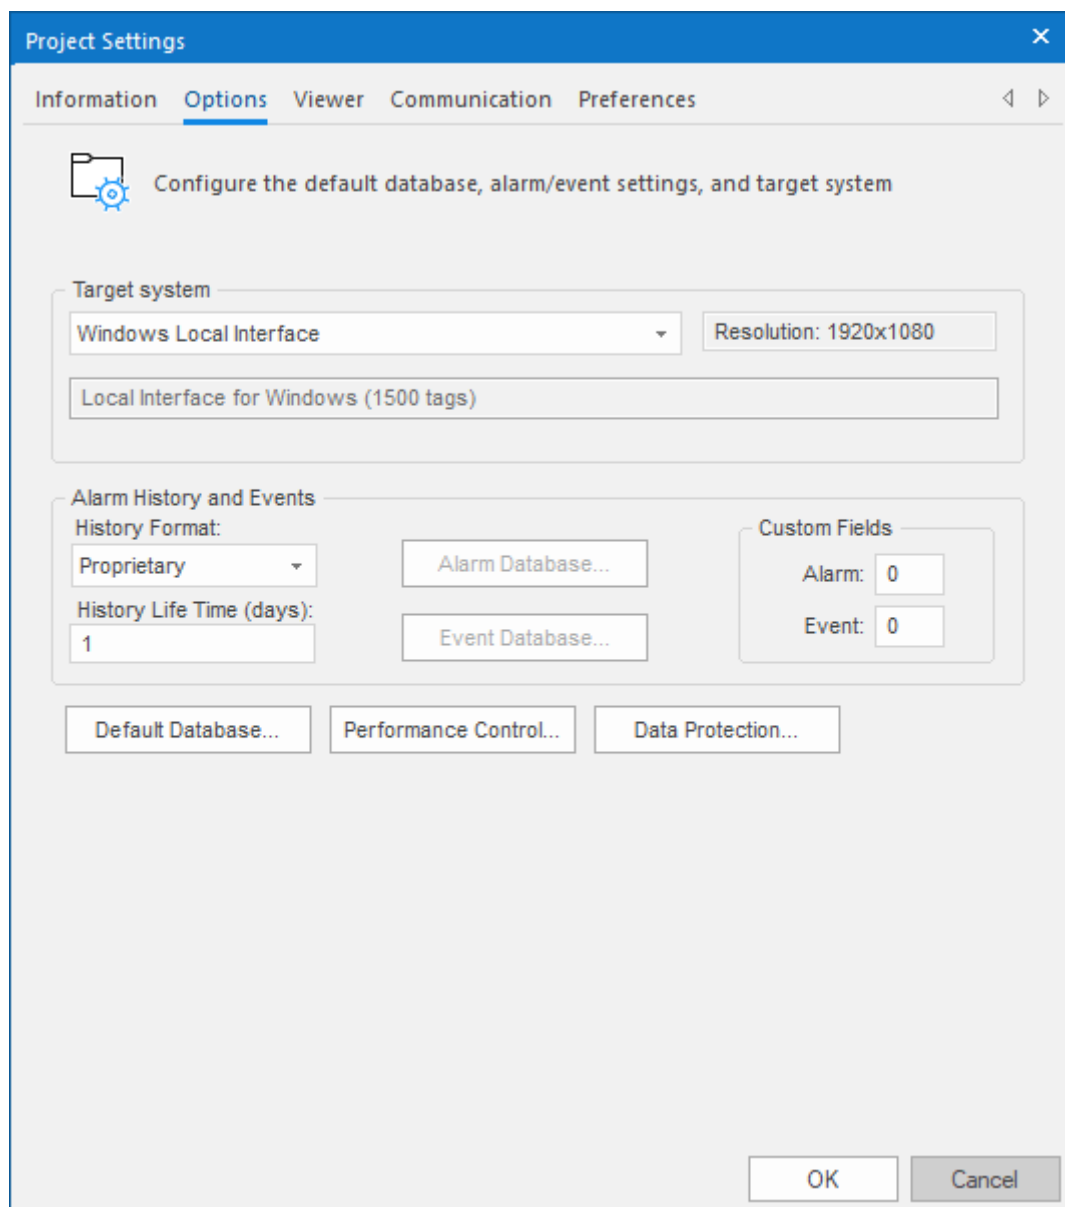 Project Settings
Information Options Viewer Communication Preferences
Configure the default database, alarm/event settings, and target system
Target system
Windows Local Interface
Resolution: 1920x1080
Local Interface for Windows (1500 tags)
Alarm History and Events
History Format:
Proprietary
Alarm Database...
History Life Time (days):
1
Event Database...
Custom Fields
Alarm: 0
Event: 0
Default Database... Performance Control... Data Protection...
OK Cancel